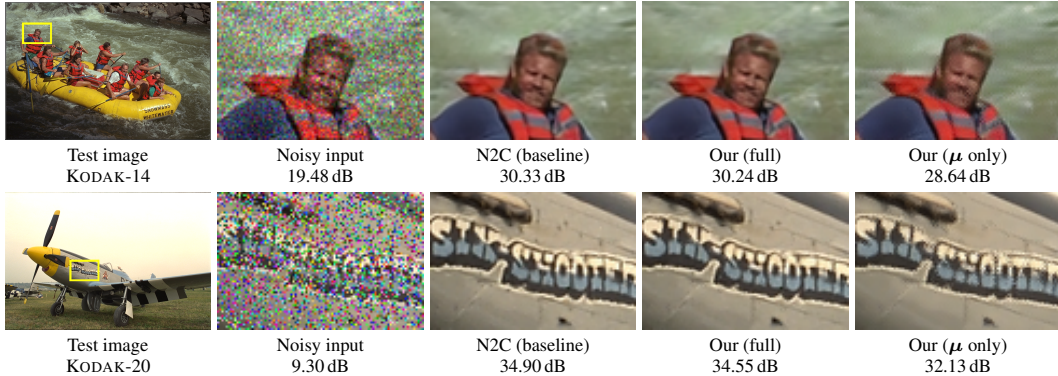 SHOWMASS
WHITEWATER
Test image Noisy input N2C (baseline) Our (full) Our (μ only)
KODAK-14 19.48 dB 30.33 dB 30.24 dB 28.64 dB
Test image Noisy input N2C (baseline) Our (full) Our (μ only)
KODAK-20 9.30 dB 34.90 dB 34.55 dB 32.13 dB